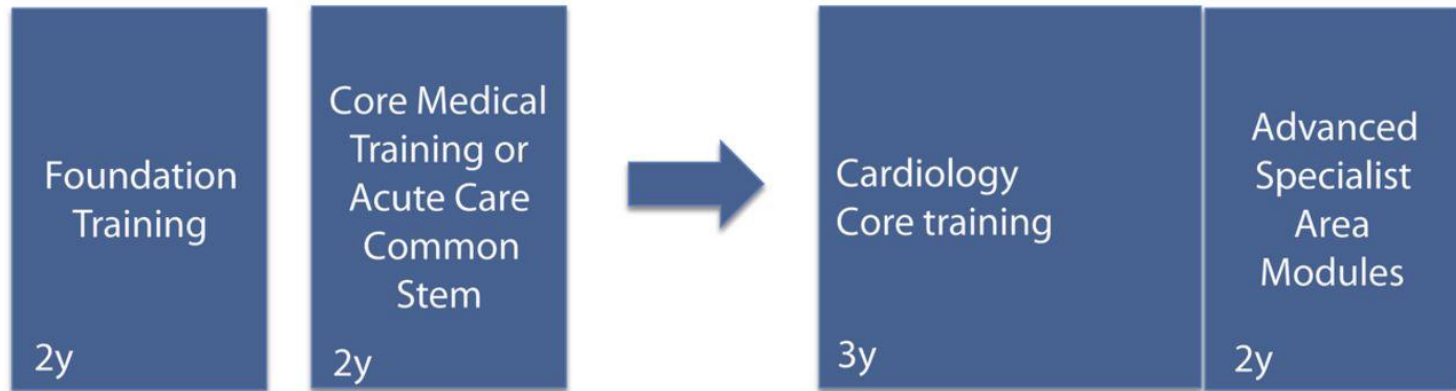 Foundation
Training
2y
Core Medical
Training or
Acute Care
Common
Stem
2y
Cardiology
Core training
3y
Advanced
Specialist
Area
Modules
2y